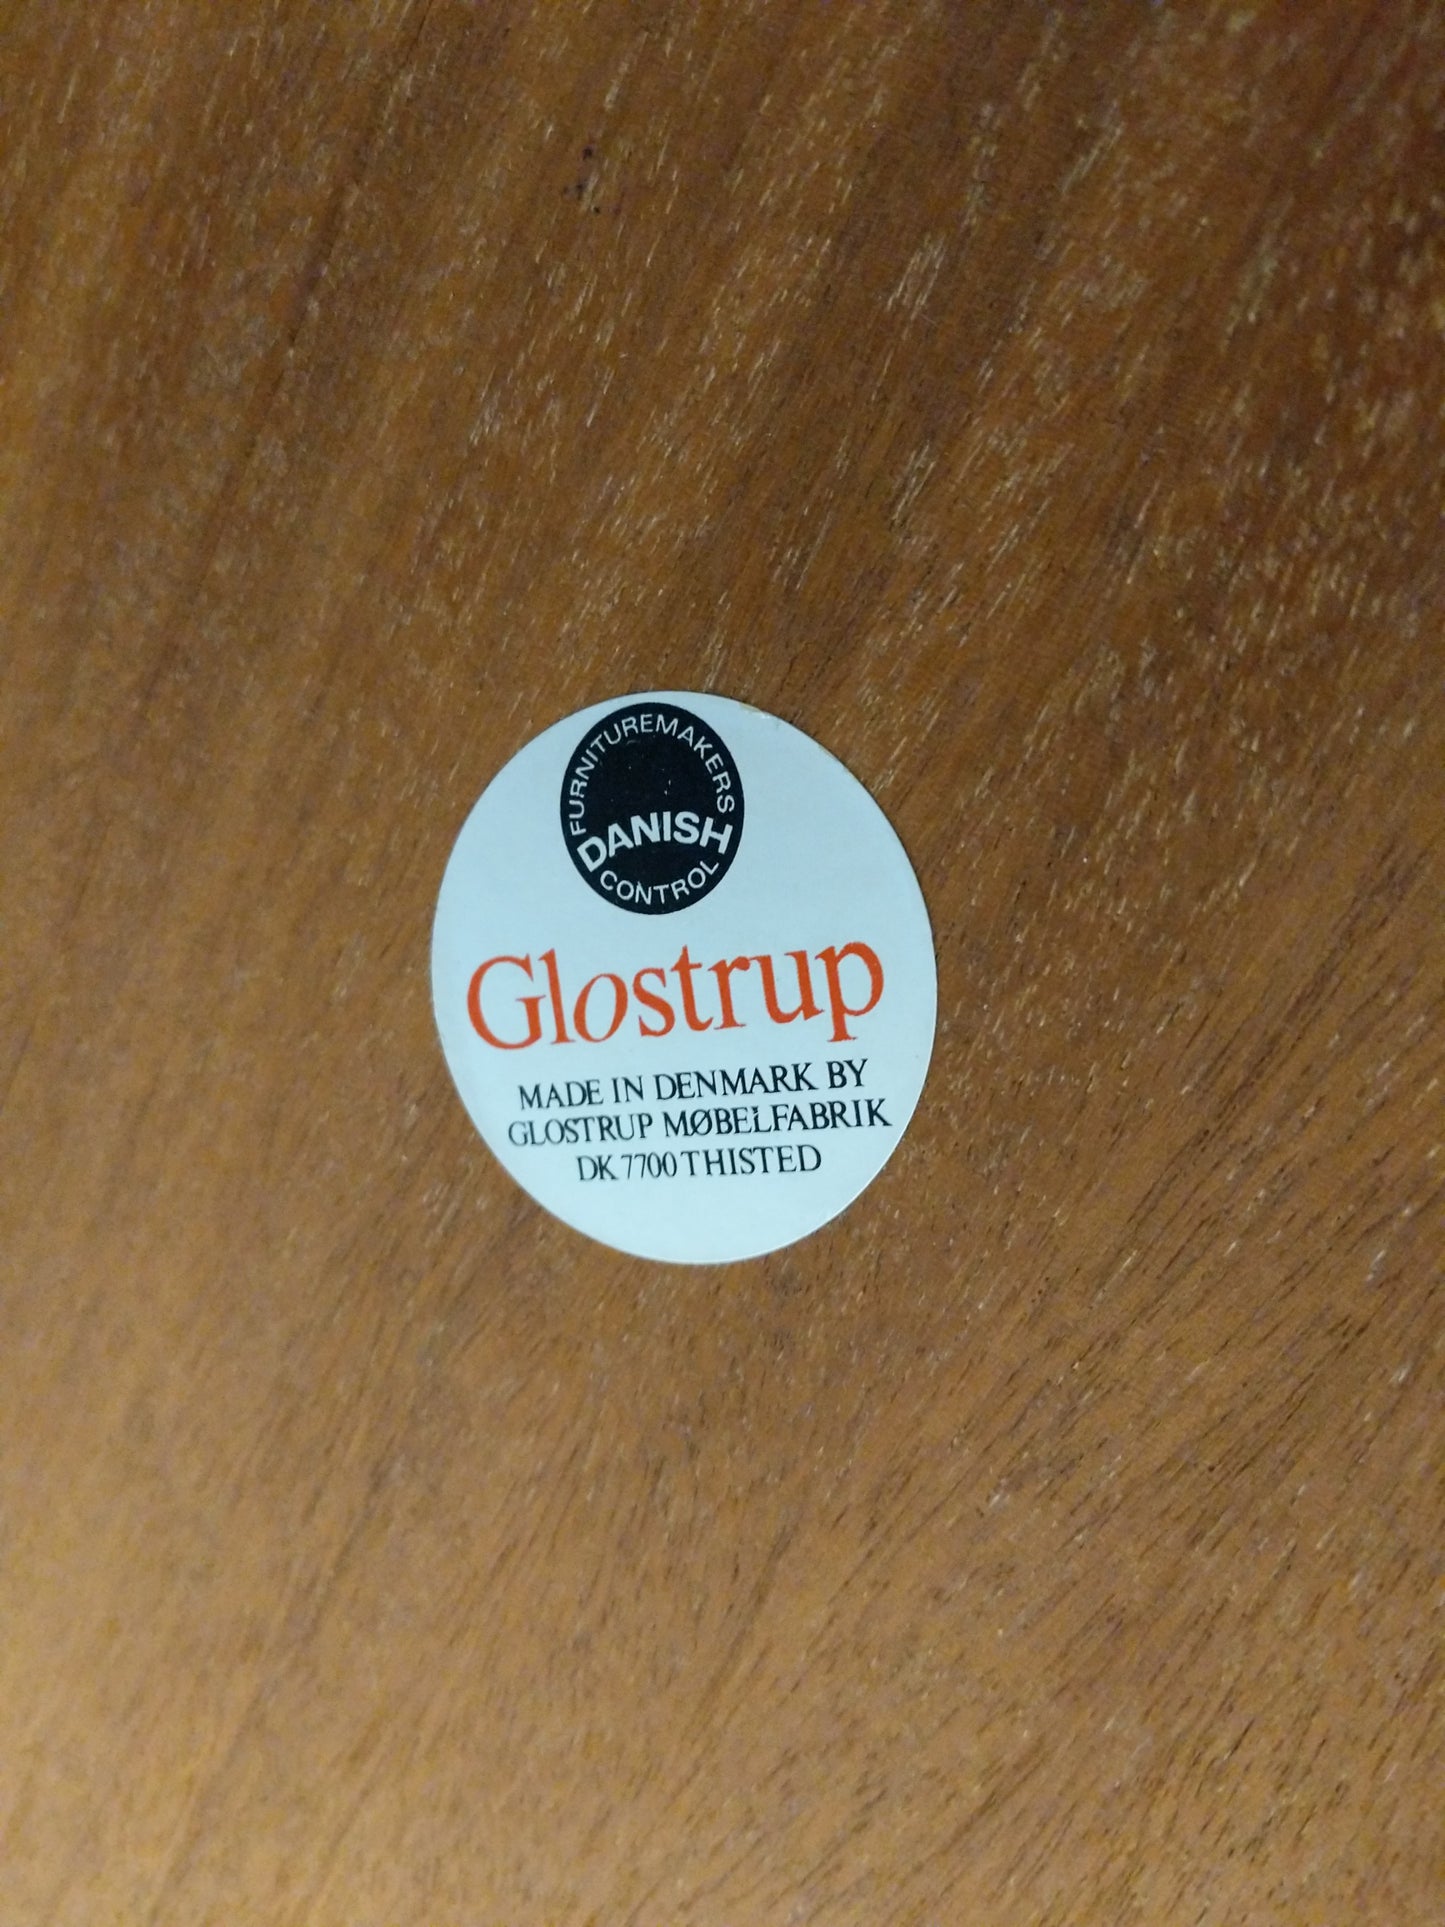 FURNITUREMAKERS
DANISH
CONTROL
Glostrup
MADE IN DENMARK BY
GLOSTRUP MØBELFABRIK
DK 7700 THISTED